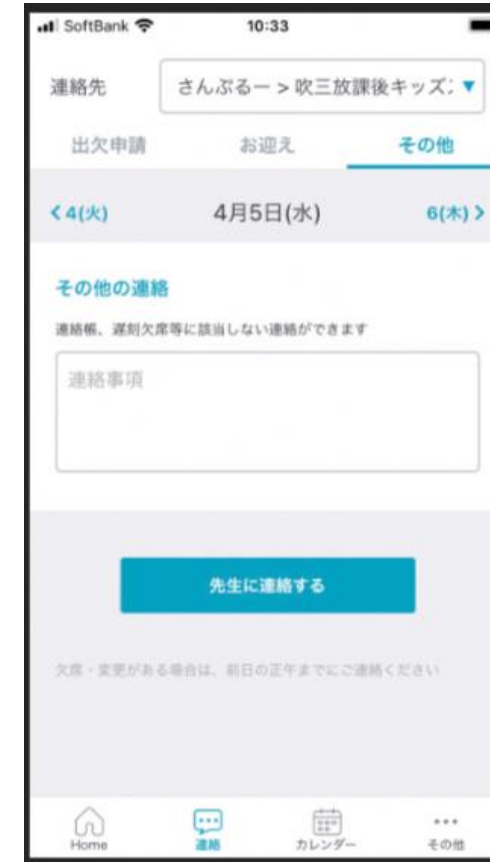 SoftBank 10:33
連絡先 さんぷるー > 吹三放課後キッズ
出欠申請 お迎え その他
< 4(火) 4月5日(水) 6(木) >
その他の連絡
連絡帳、遅刻欠席等に該当しない連絡ができます
連絡事項
先生に連絡する
欠席・変更がある場合は、前日の正午までにご連絡ください
Home 連絡 カレンダー その他